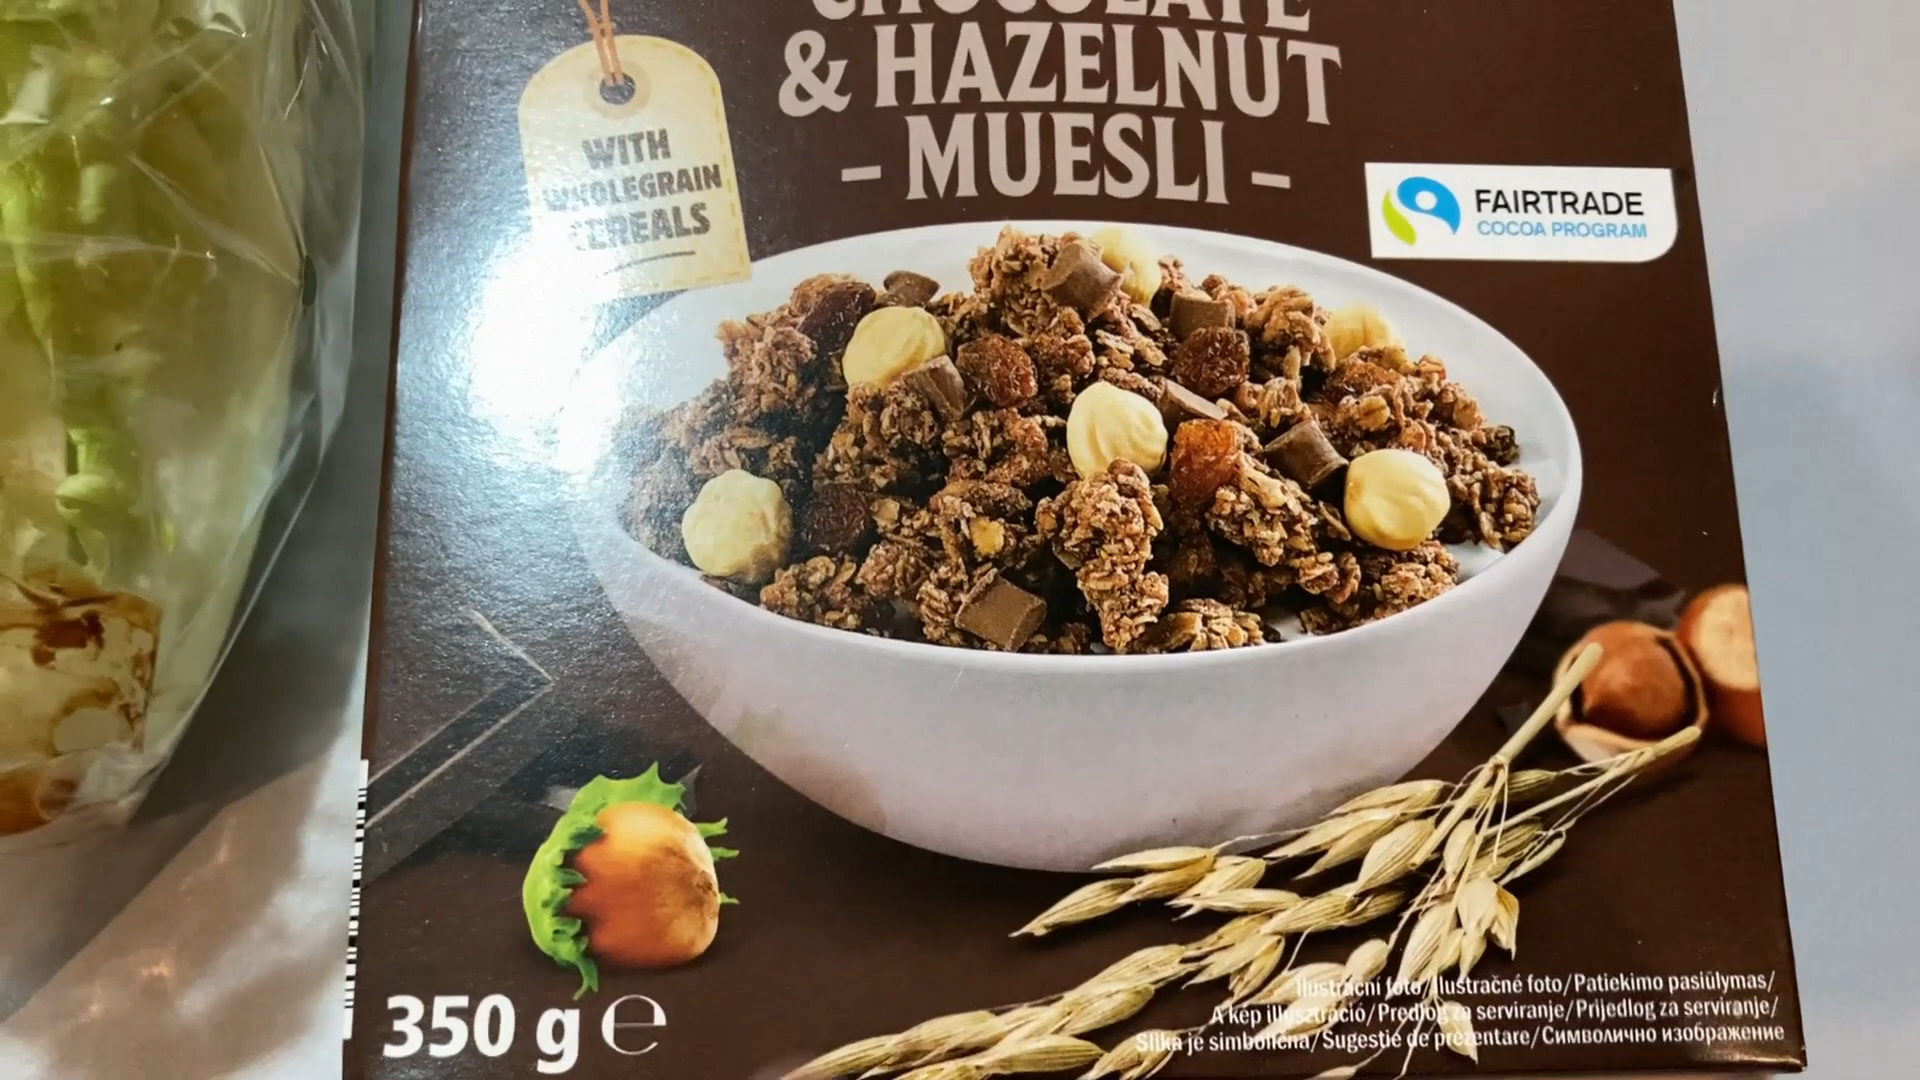 CHOCOLATE
& HAZELNUT
– MUESLI –
WITH
WHOLEGRAIN
CEREALS
FAIRTRADE
COCOA PROGRAM
350 g ℮
Ilustrační foto/Ilustračné foto/Patiekimo pasiūlymas/
A kép illusztráció/Predlog za serviranje/Prijedlog za serviranje/
Slika je simbolična/Sugestie de prezentare/Символично изображение